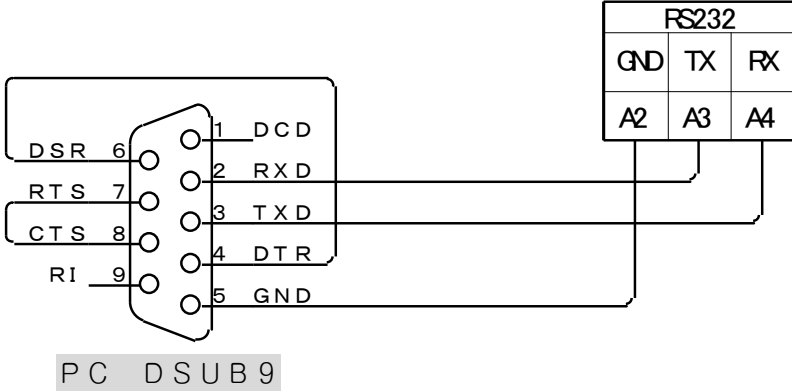 RS232
GND TX RX
A2 A3 A4
1 DCD
DSR 6
2 RXD
RTS 7
3 TXD
CTS 8
4 DTR
RI 9
5 GND
PC DSUB9